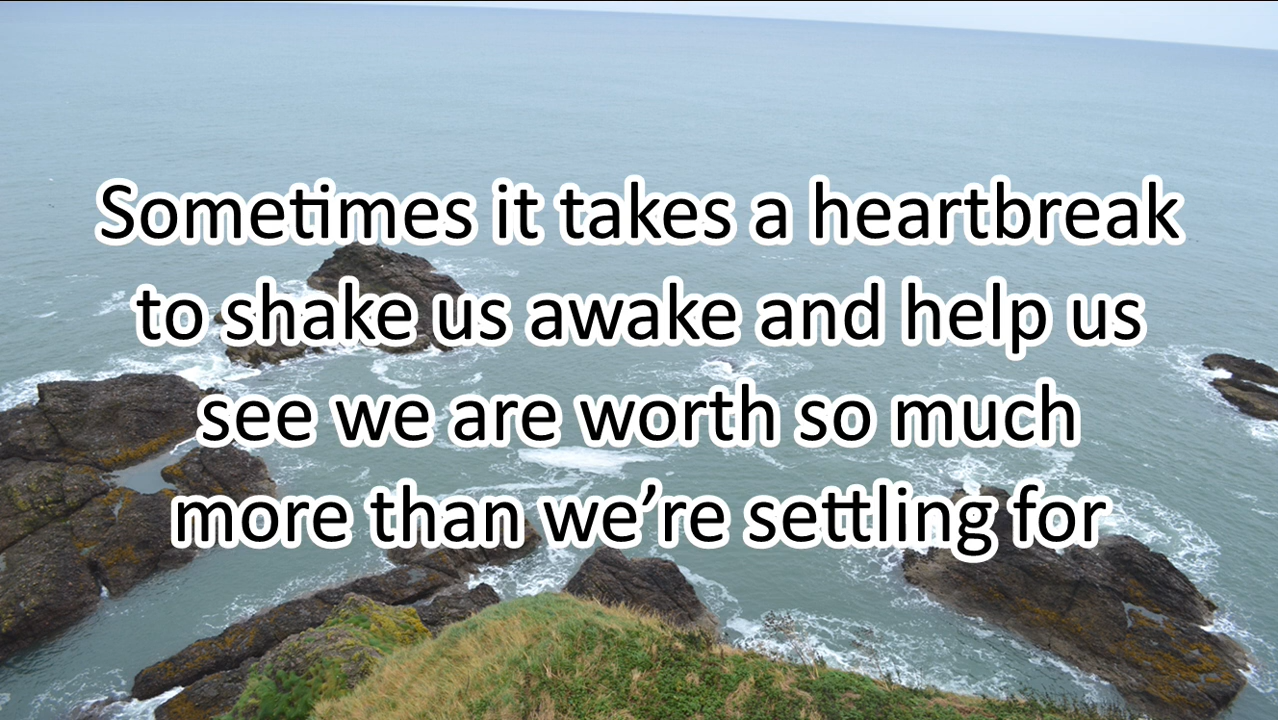 Sometimes it takes a heartbreak
to shake us awake and help us
see we are worth so much
more than we’re settling for